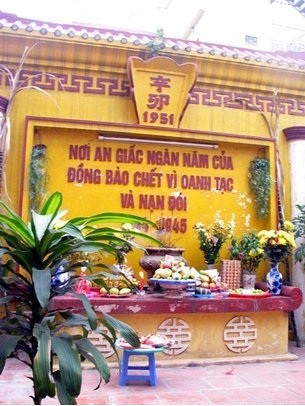 辛
卯
1951
NƠI AN GIẤC NGÀN NĂM CỦA
ĐỒNG BÀO CHẾT VÌ OANH TẠC
VÀ NẠN ĐÓI
1945